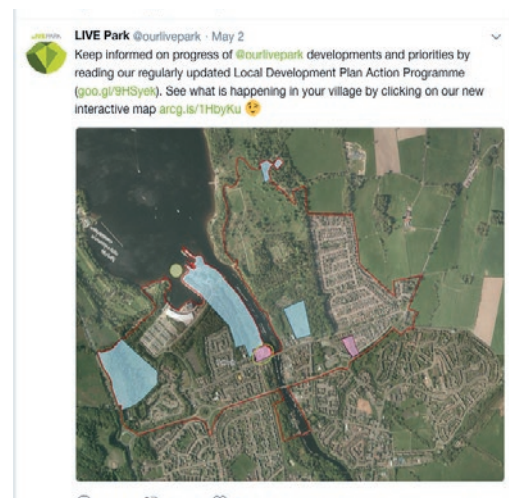 LIVE Park @ourlivepark · May 2
Keep informed on progress of @ourlivepark developments and priorities by
reading our regularly updated Local Development Plan Action Programme
(goo.gl/9HSyek). See what is happening in your village by clicking on our new
interactive map arcg.is/1HbyKu 😉